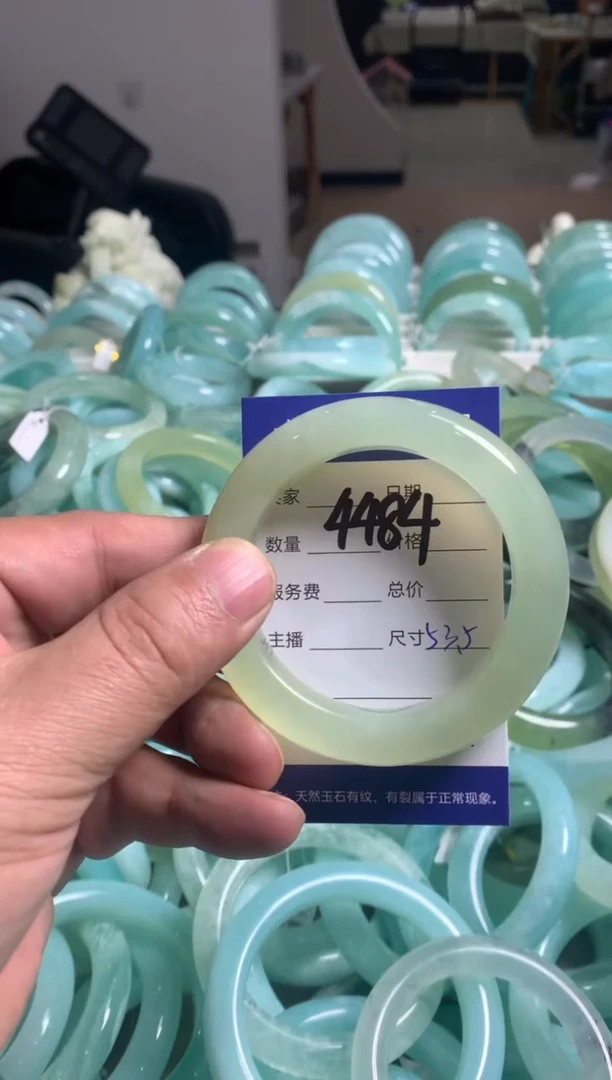 家 日期
4484
数量 价格
服务费 总价
主播 尺寸53.5
天然玉石有纹、有裂属于正常现象。